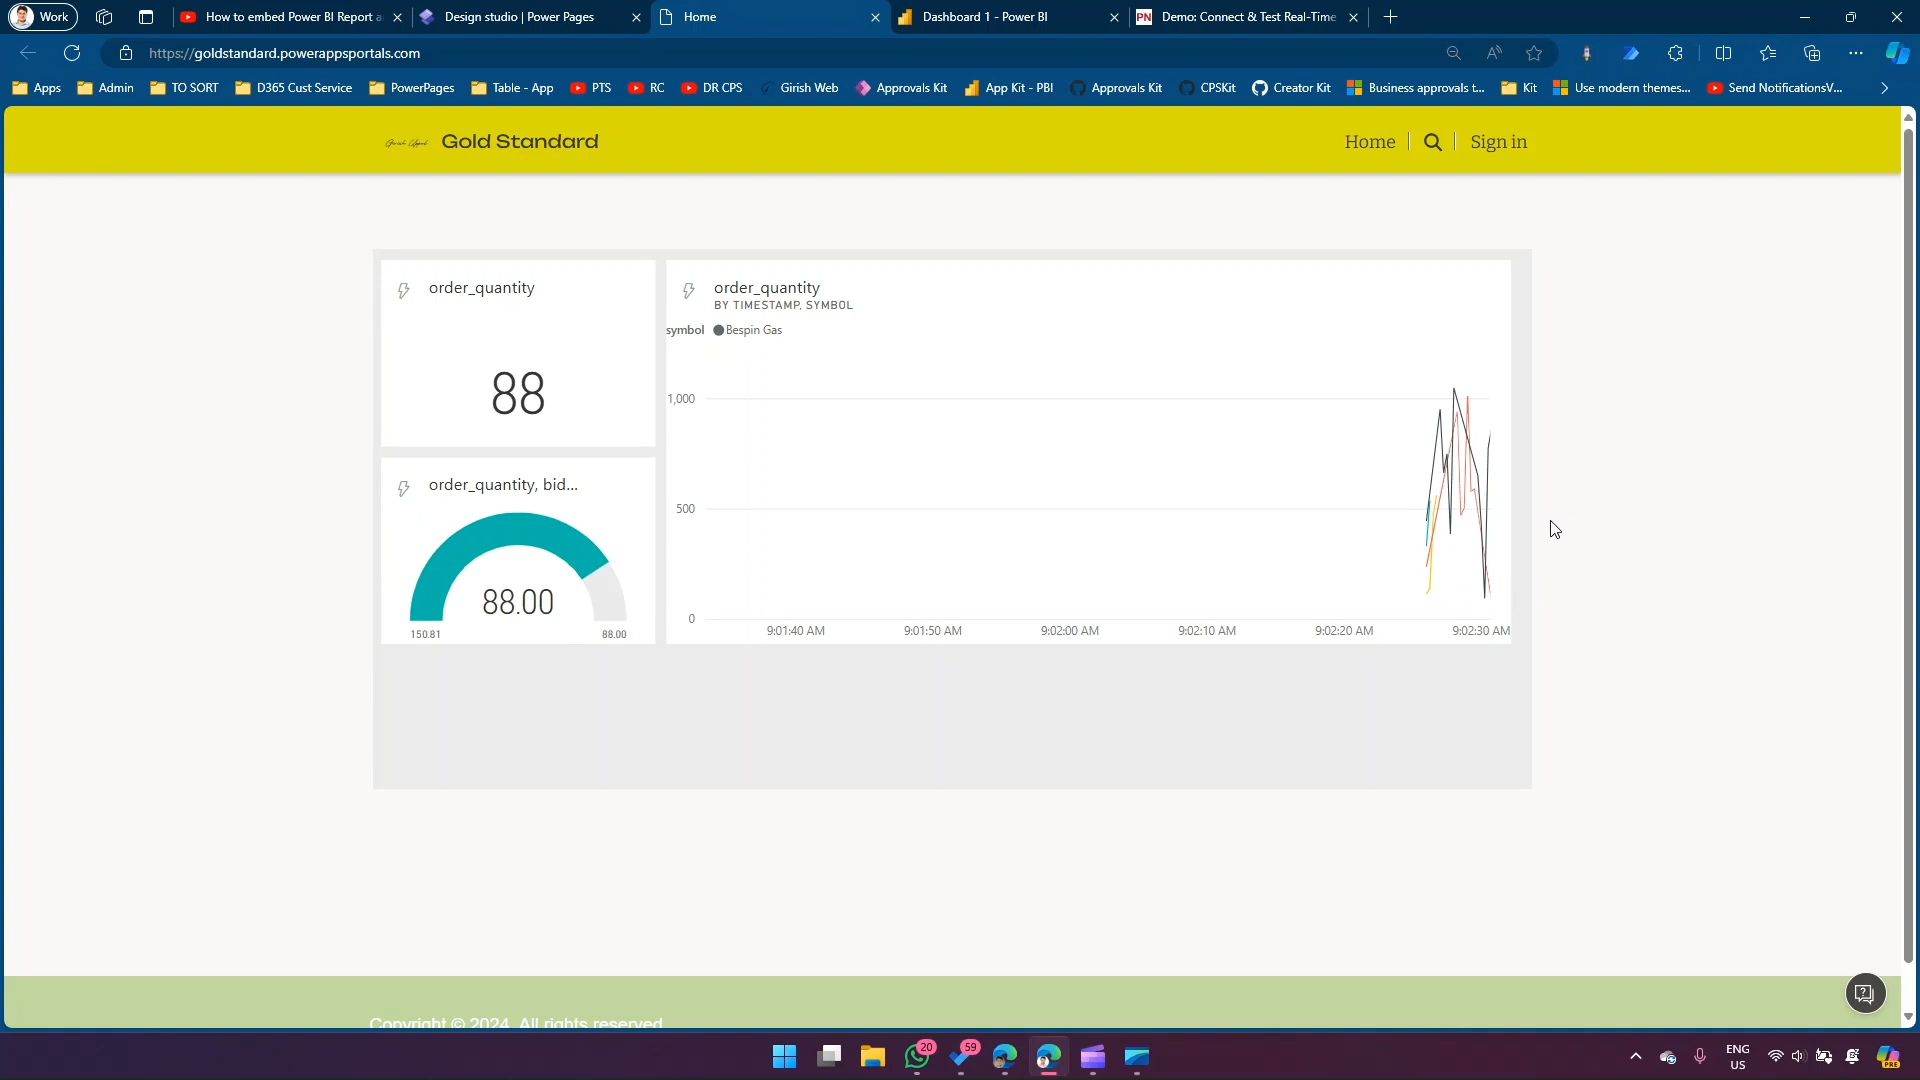 Work
How to embed Power BI Report a
Design studio | Power Pages
Home
Dashboard 1 - Power BI
PN
Demo: Connect & Test Real-Time
https://goldstandard.powerappsportals.com
Apps
Admin
TO SORT
D365 Cust Service
PowerPages
Table - App
PTS
RC
DR CPS
Girish Web
Approvals Kit
App Kit - PBI
Approvals Kit
CPSKit
Creator Kit
Business approvals t...
Kit
Use modern themes...
Send NotificationsV...
Gold Standard
Home
Sign in
order_quantity
88
order_quantity, bid...
88.00
150.81
88.00
order_quantity
BY TIMESTAMP, SYMBOL
symbol
Bespin Gas
1,000
500
0
9:01:40 AM
9:01:50 AM
9:02:00 AM
9:02:10 AM
9:02:20 AM
9:02:30 AM
Copyright © 2024. All rights reserved.
20
59
ENG
US
PRE